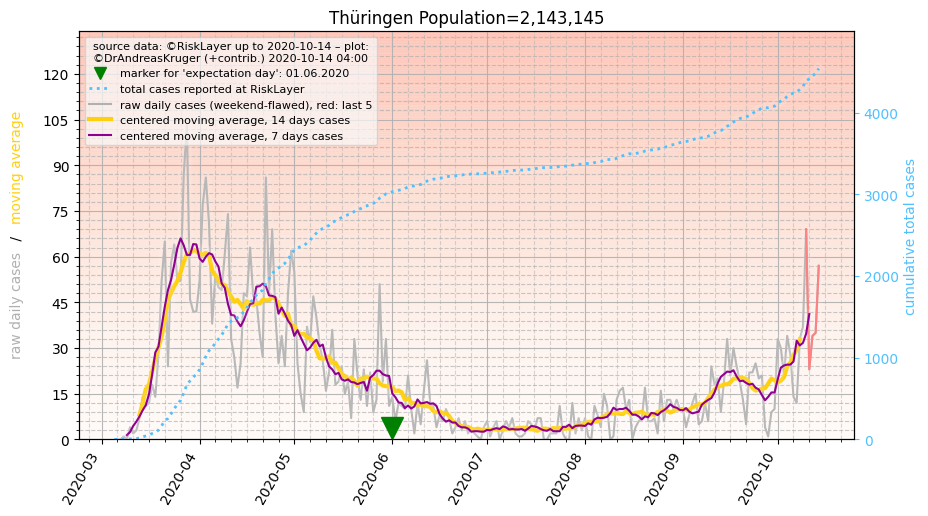 Thüringen Population=2,143,145
source data: ©RiskLayer up to 2020-10-14 – plot:
©DrAndreasKruger (+contrib.) 2020-10-14 04:00
marker for 'expectation day': 01.06.2020
total cases reported at RiskLayer
raw daily cases (weekend-flawed), red: last 5
centered moving average, 14 days cases
centered moving average, 7 days cases
raw daily cases / moving average
120
105
90
75
60
45
30
15
0
4000
3000
2000
1000
0
cumulative total cases
2020-03
2020-04
2020-05
2020-06
2020-07
2020-08
2020-09
2020-10